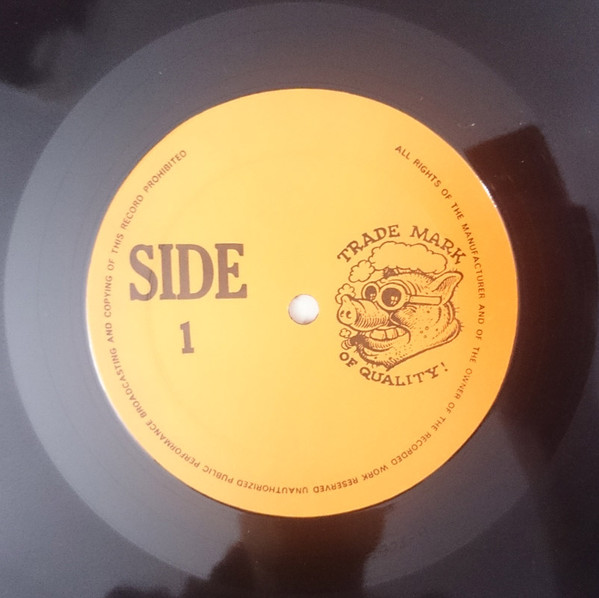 SIDE
1
TRADE MARK
OF QUALITY!
ALL RIGHTS OF THE MANUFACTURER AND OF THE OWNER OF THE RECORDED WORK RESERVED UNAUTHORIZED PUBLIC PERFORMANCE BROADCASTING AND COPYING OF THIS RECORD PROHIBITED